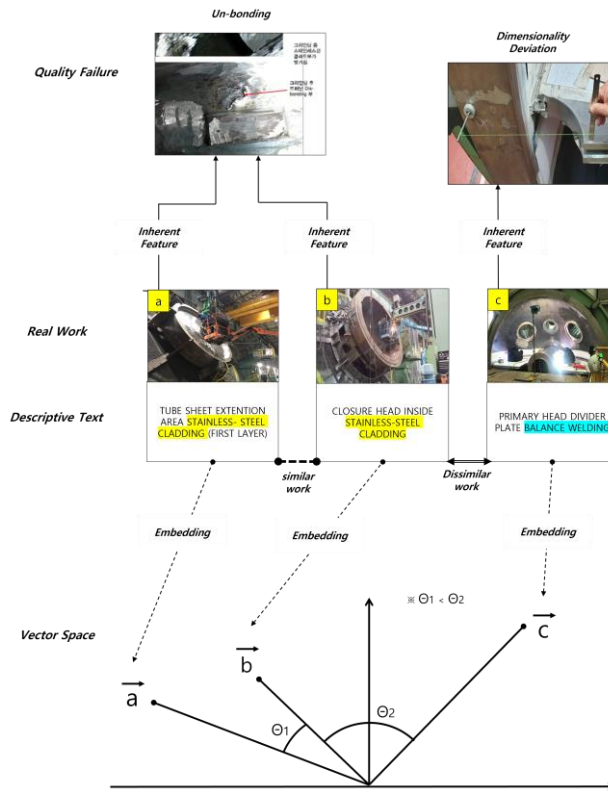 Un-bonding
Dimensionality
Deviation
Quality Failure
Inherent
Feature
Inherent
Feature
Inherent
Feature
a
b
c
Real Work
Descriptive Text
TUBE SHEET EXTENTION
AREA STAINLESS- STEEL
CLADDING (FIRST LAYER)
CLOSURE HEAD INSIDE
STAINLESS-STEEL
CLADDING
PRIMARY HEAD DIVIDER
PLATE BALANCE WELDING
similar
work
Dissimilar
work
Embedding
Embedding
Embedding
Vector Space
※ Θ1 < Θ2
a
b
c
Θ1
Θ2